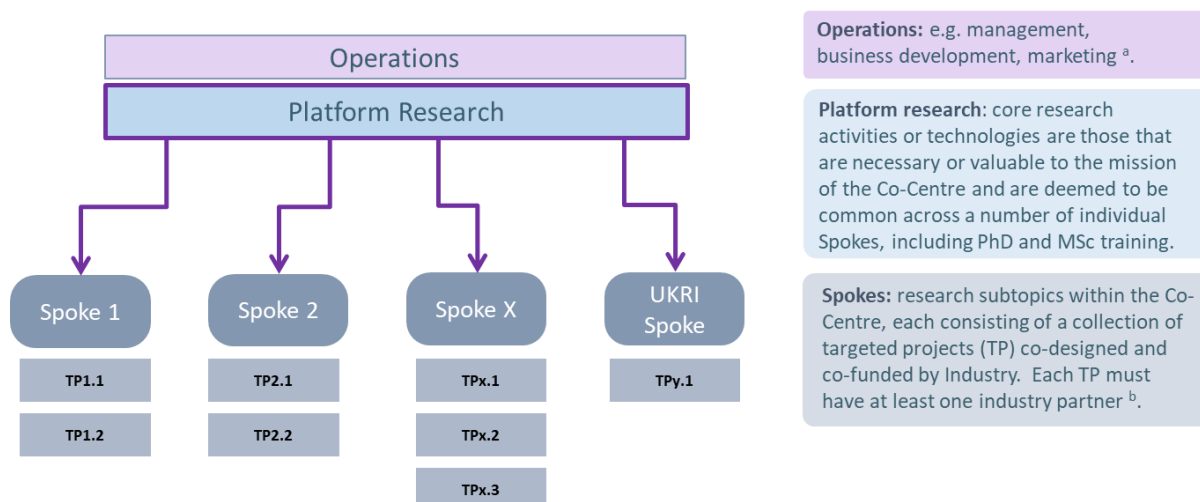 Operations
Platform Research
Spoke 1
Spoke 2
Spoke X
UKRI
Spoke
TP1.1
TP2.1
TPx.1
TPy.1
TP1.2
TP2.2
TPx.2
TPx.3
Operations: e.g. management,
business development, marketing ᵃ.
Platform research: core research
activities or technologies are those that
are necessary or valuable to the mission
of the Co-Centre and are deemed to be
common across a number of individual
Spokes, including PhD and MSc training.
Spokes: research subtopics within the Co-
Centre, each consisting of a collection of
targeted projects (TP) co-designed and
co-funded by Industry.  Each TP must
have at least one industry partner ᵇ.